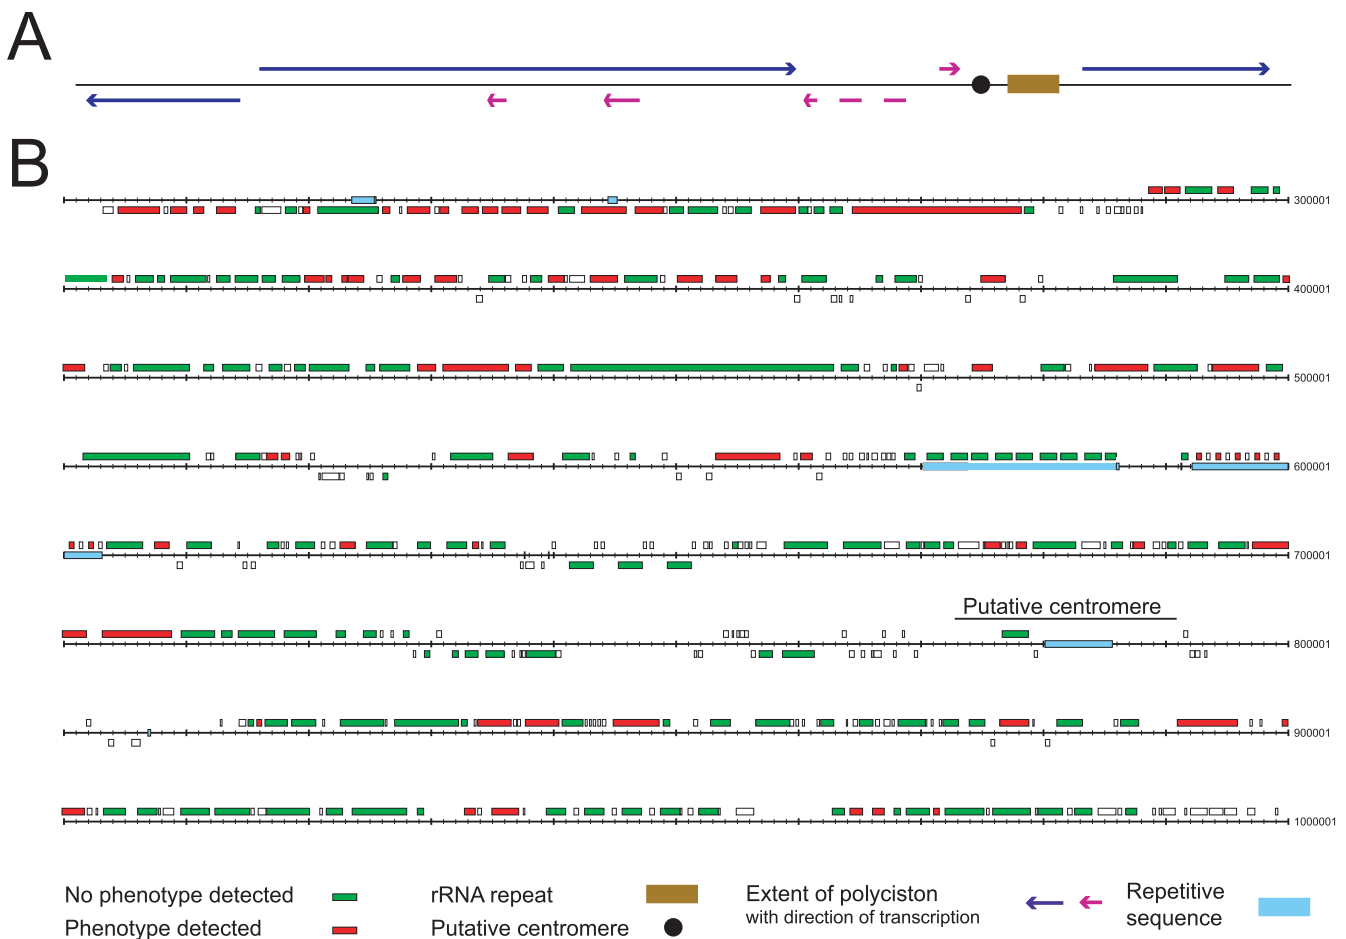 A
B
300001
400001
500001
600001
700001
Putative centromere
800001
900001
1000001
No phenotype detected
Phenotype detected
rRNA repeat
Putative centromere
Extent of polyciston
with direction of transcription
Repetitive
sequence